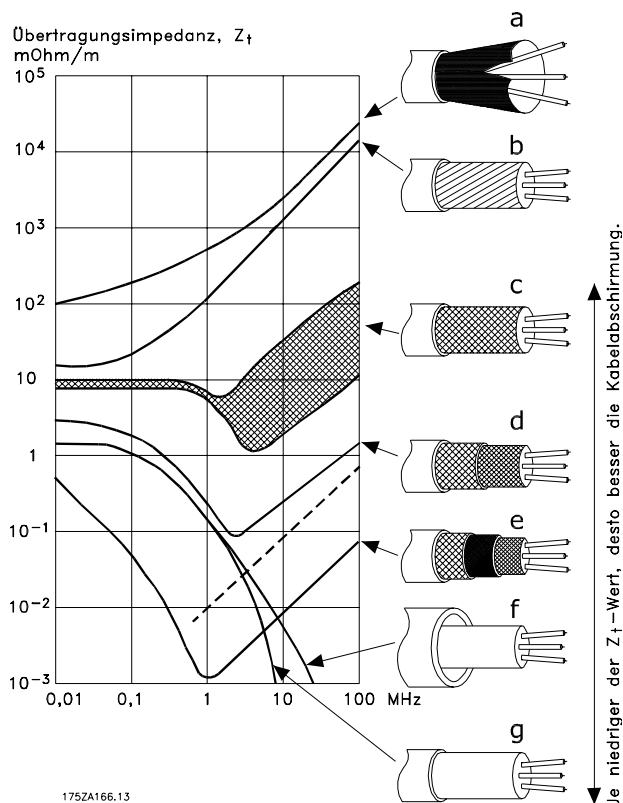 Übertragungsimpedanz, Zt
mOhm/m
10⁵
10⁴
10³
10²
10
1
10⁻¹
10⁻²
10⁻³
0,01
0,1
1
10
100
MHz
a
b
c
d
e
f
g
Je niedriger der Zt-Wert, desto besser die Kabelabschirmung.
175ZA166.13